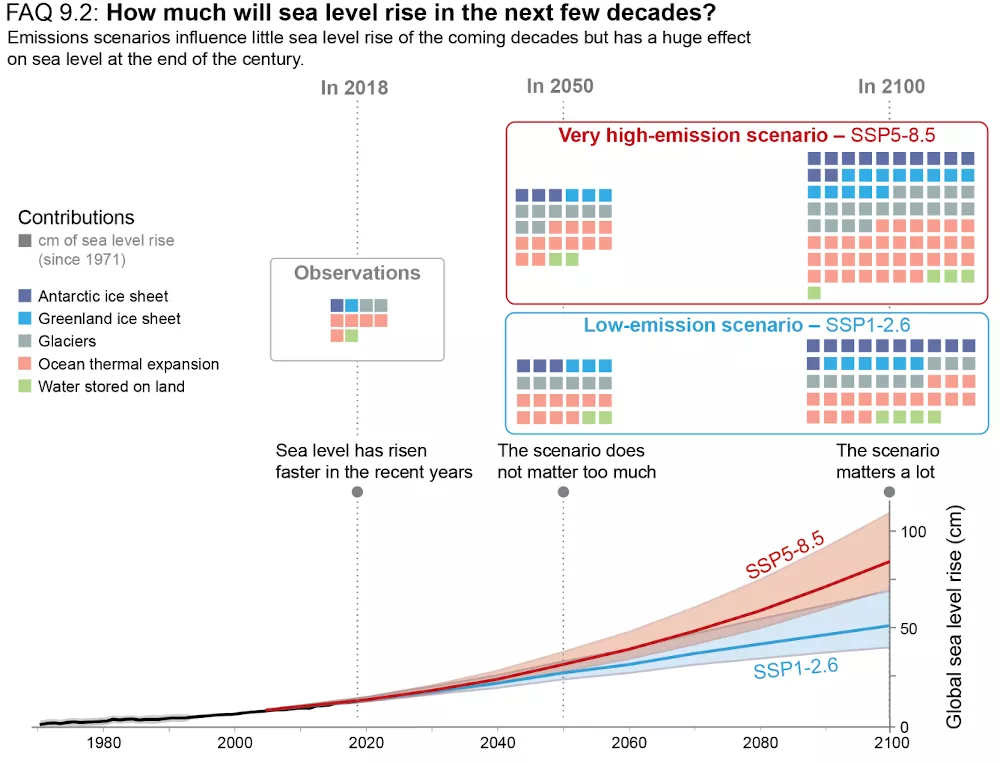 FAQ 9.2: How much will sea level rise in the next few decades?
Emissions scenarios influence little sea level rise of the coming decades but has a huge effect
on sea level at the end of the century.
In 2018
In 2050
In 2100
Very high-emission scenario – SSP5-8.5
Contributions
cm of sea level rise
(since 1971)
Antarctic ice sheet
Greenland ice sheet
Glaciers
Ocean thermal expansion
Water stored on land
Observations
Low-emission scenario – SSP1-2.6
Sea level has risen
faster in the recent years
The scenario does
not matter too much
The scenario
matters a lot
SSP5-8.5
SSP1-2.6
100
50
0
Global sea level rise (cm)
1980
2000
2020
2040
2060
2080
2100